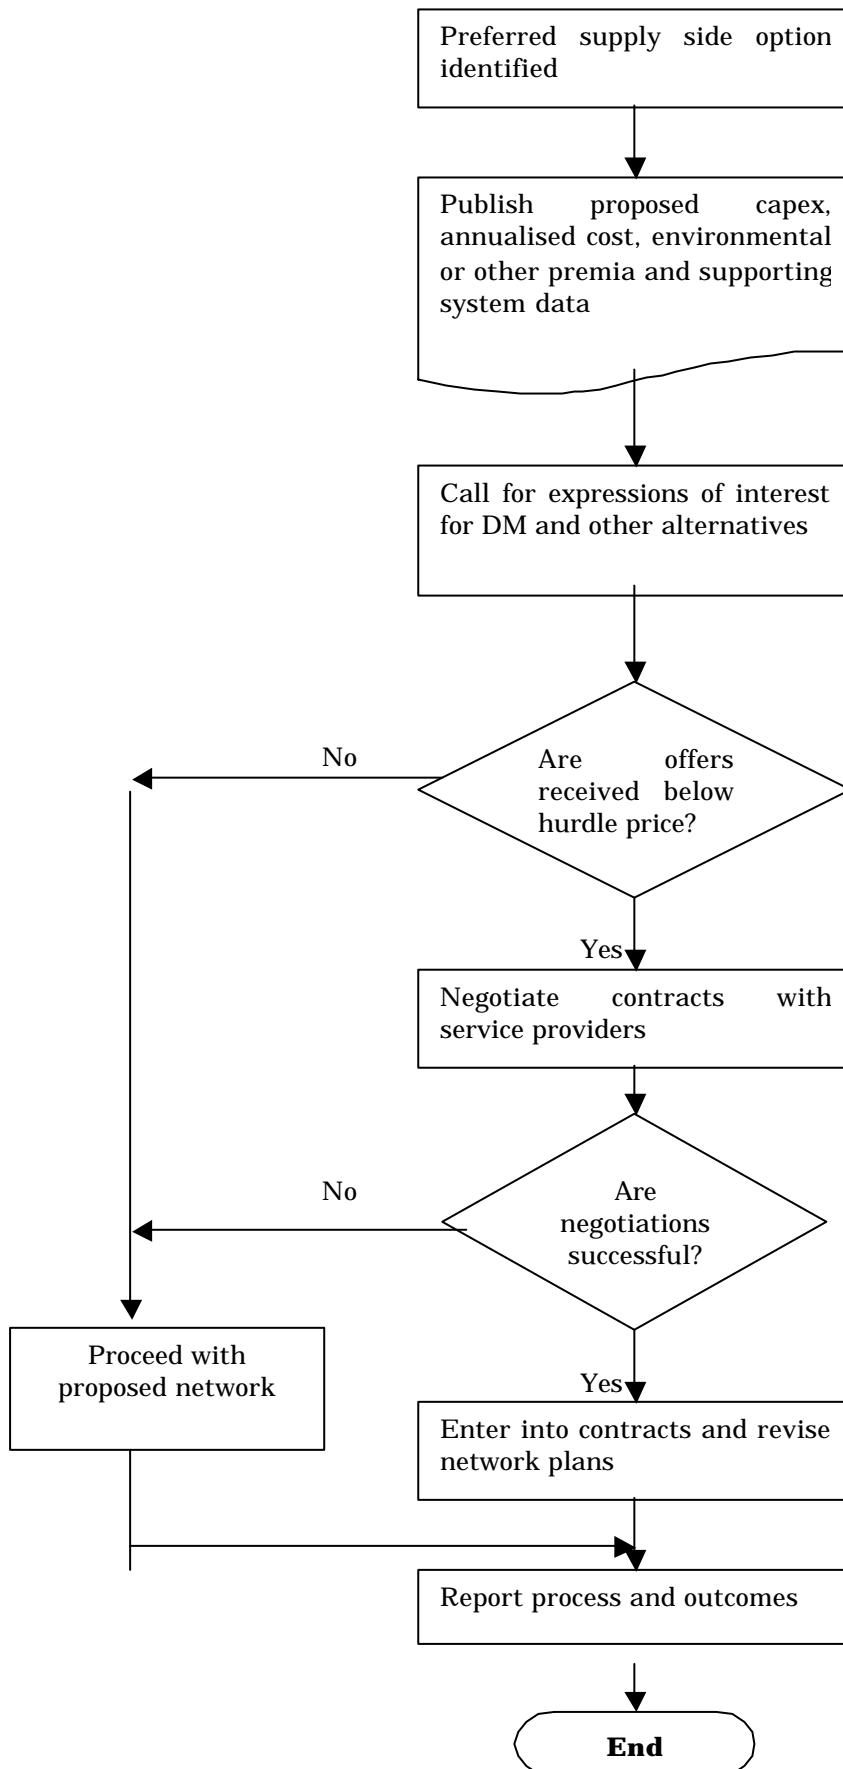 Preferred supply side option
identified
Publish proposed capex,
annualised cost, environmental
or other premia and supporting
system data
Call for expressions of interest
for DM and other alternatives
No
Are offers
received below
hurdle price?
Yes
Negotiate contracts with
service providers
No
Are
negotiations
successful?
Proceed with
proposed network
Yes
Enter into contracts and revise
network plans
Report process and outcomes
End